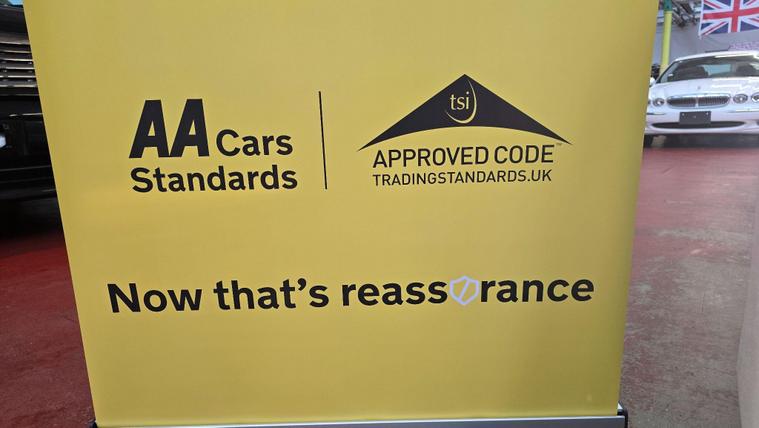 AA Cars
Standards
tsi
APPROVED CODE
TRADINGSTANDARDS.UK
Now that's reassurance